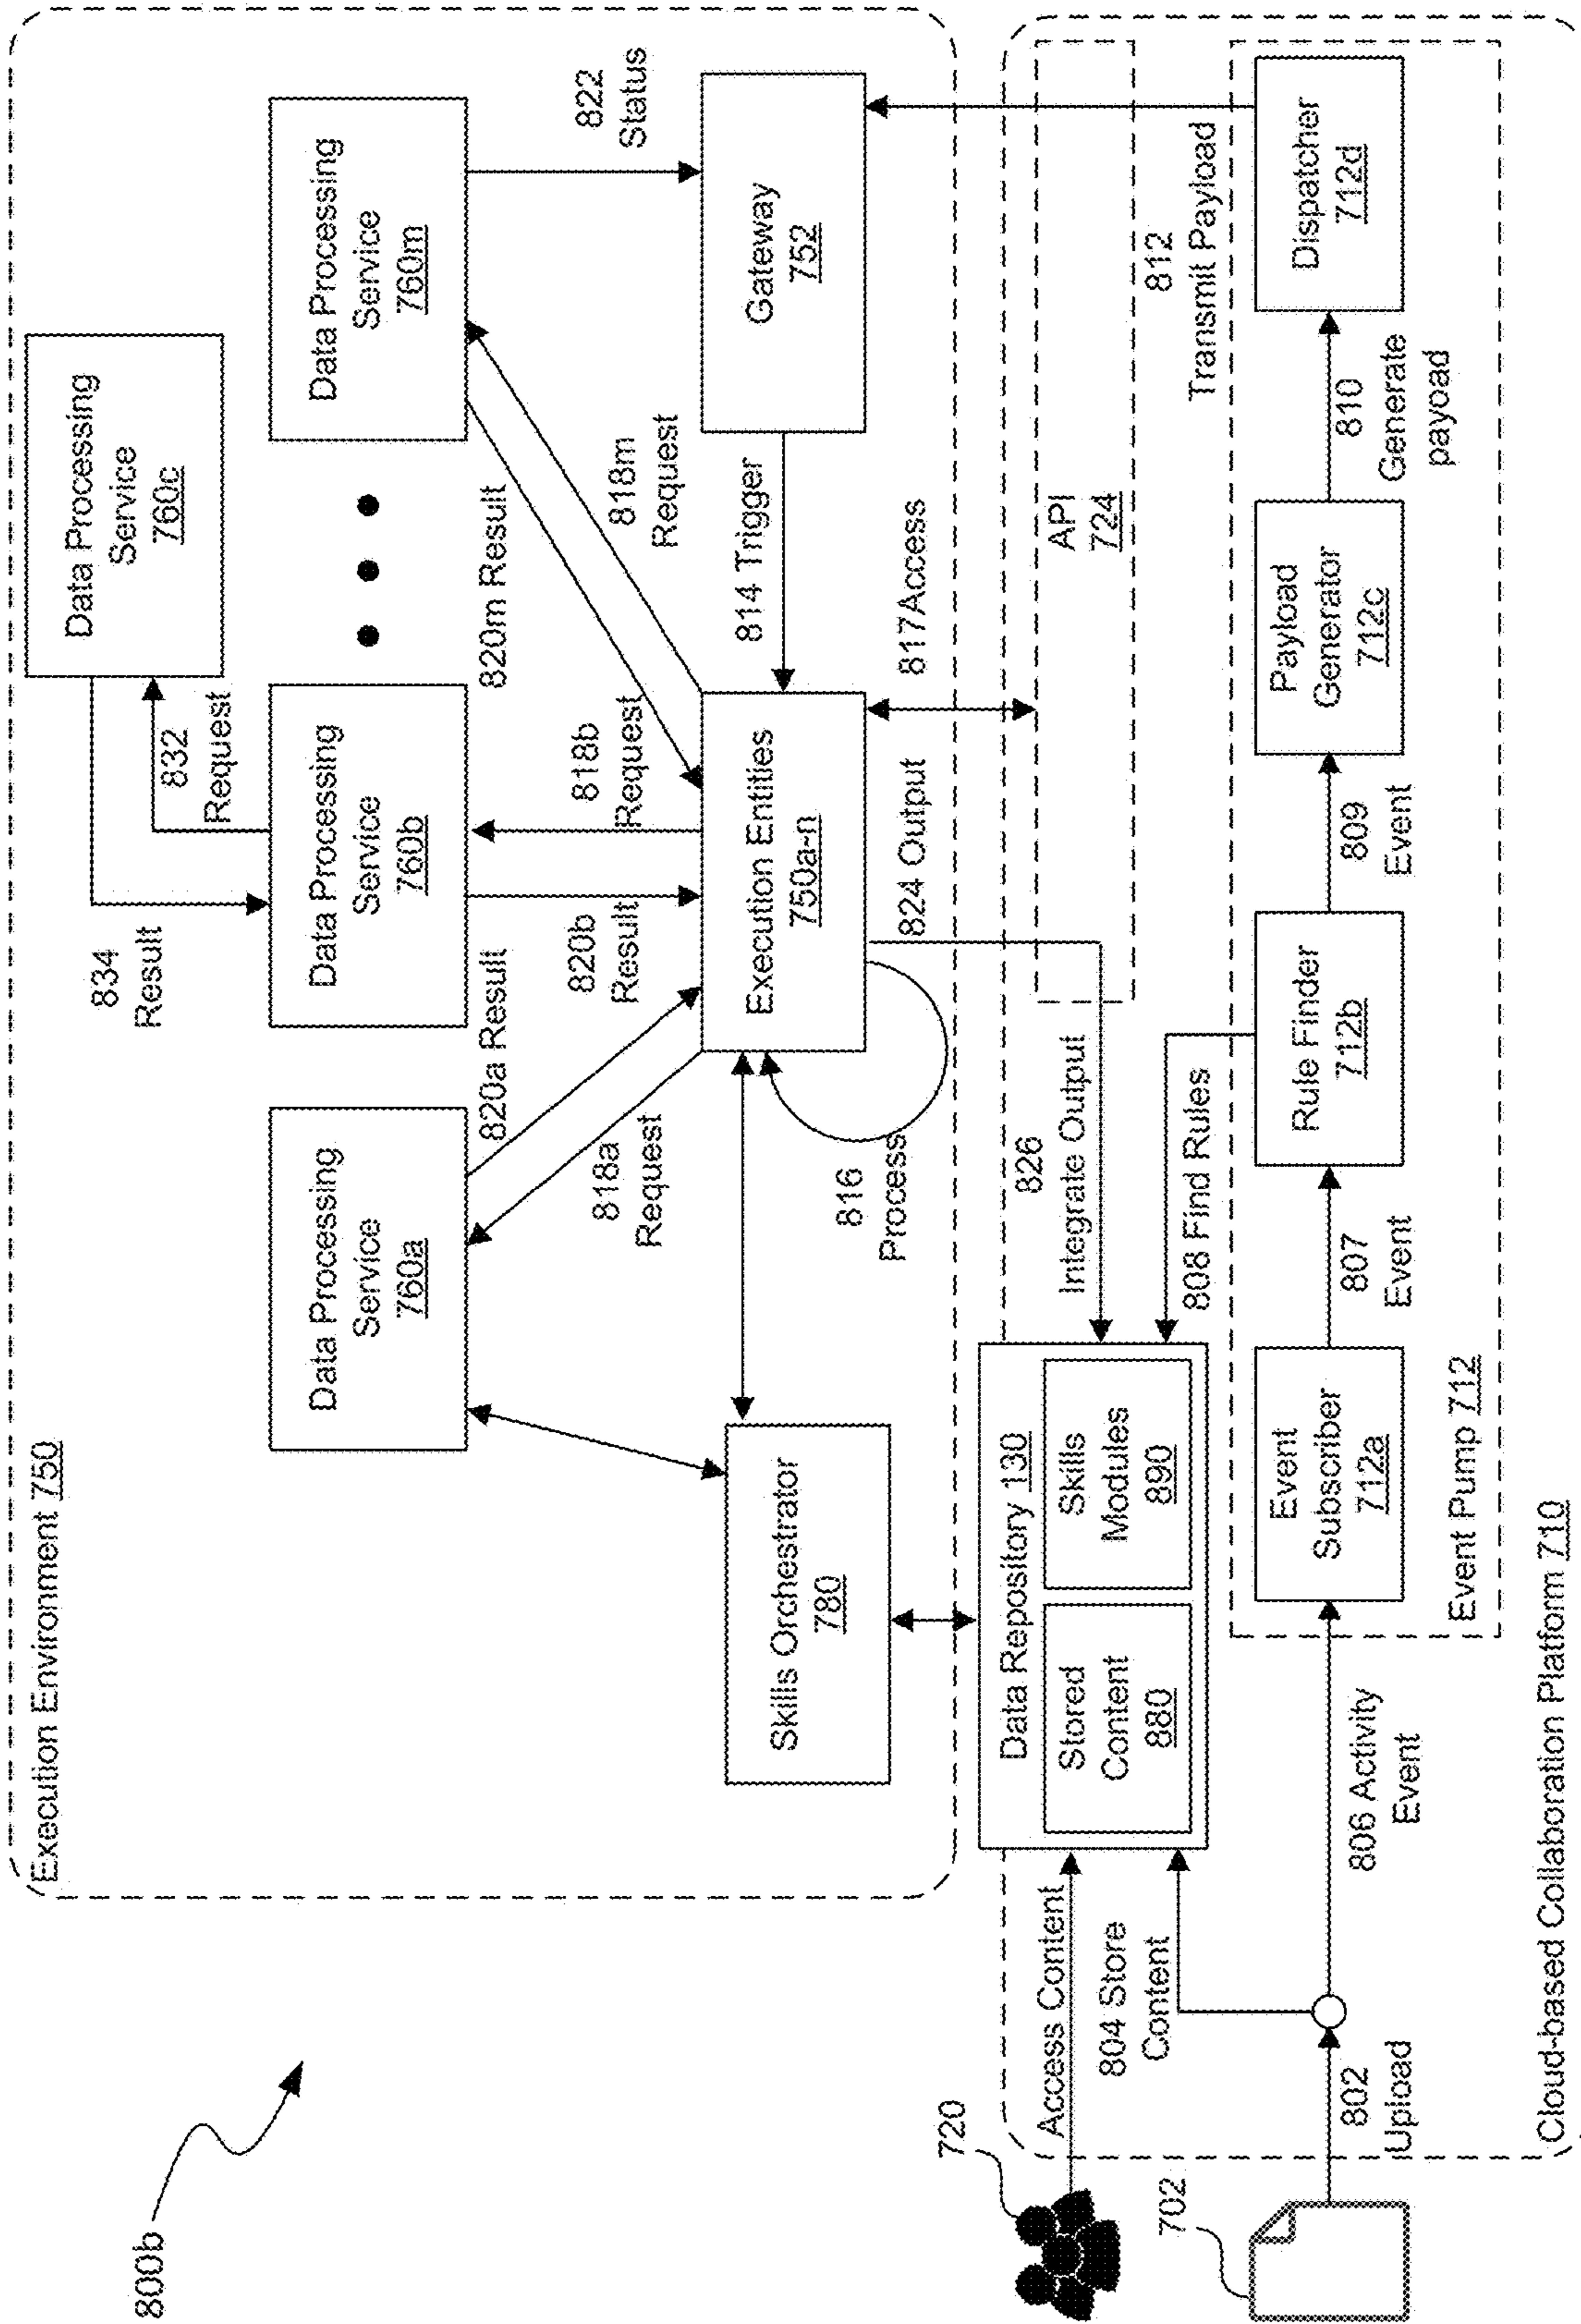 800b
Execution Environment 750
Data Processing
Service
760c
834
Result
832
Request
Data Processing
Service
760a
Data Processing
Service
760b
Data Processing
Service
760m
820a Result
818a
Request
820b
Result
818b
Request
820m Result
818m
Request
822
Status
Skills Orchestrator
780
Execution Entities
750a-n
814 Trigger
Gateway
752
816
Process
824 Output
817Access
720
Access Content
804 Store
Content
Data Repository 130
Stored
Content
880
Skills
Modules
890
826
Integrate Output
808 Find Rules
API
724
812
Transmit Payload
702
802
Upload
806 Activity
Event
Event
Subscriber
712a
807
Event
Rule Finder
712b
809
Event
Payload
Generator
712c
810
Generate
payoad
Dispatcher
712d
Event Pump 712
Cloud-based Collaboration Platform 710